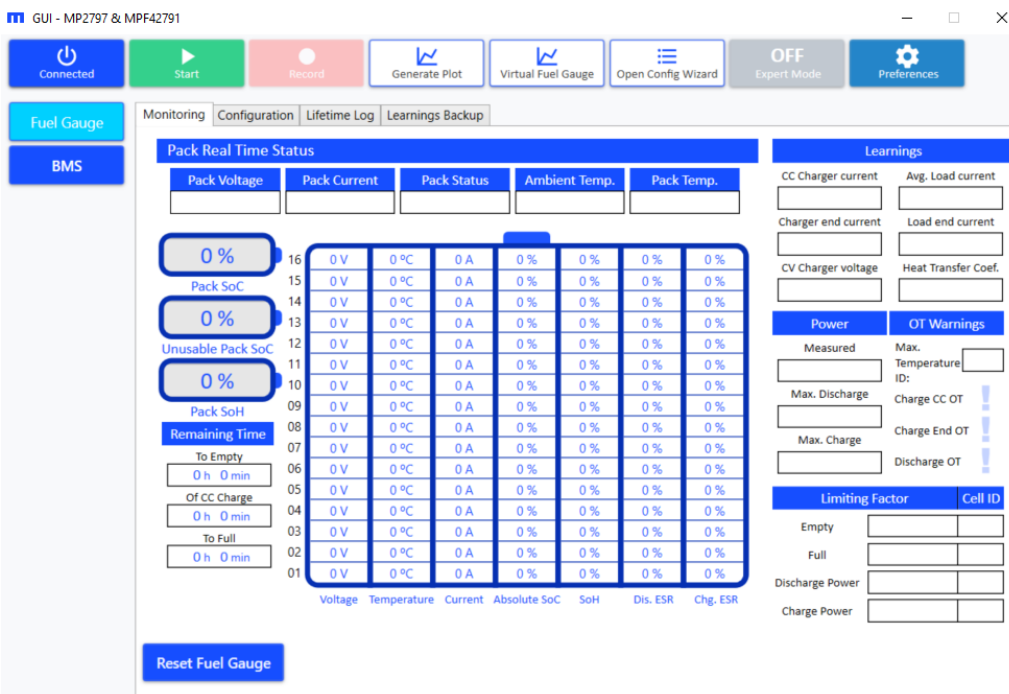 GUI - MP2797 & MPF42791
Connected
Start
Record
Generate Plot
Virtual Fuel Gauge
Open Config Wizard
OFF
Expert Mode
Preferences
Fuel Gauge
BMS
Monitoring Configuration Lifetime Log Learnings Backup
Pack Real Time Status
Pack Voltage Pack Current Pack Status Ambient Temp. Pack Temp.
0 %
Pack SoC
0 %
Unusable Pack SoC
0 %
Pack SoH
Remaining Time
To Empty
0 h 0 min
Of CC Charge
0 h 0 min
To Full
0 h 0 min
16 0 V 0 ºC 0 A 0 % 0 % 0 % 0 %
15 0 V 0 ºC 0 A 0 % 0 % 0 % 0 %
14 0 V 0 ºC 0 A 0 % 0 % 0 % 0 %
13 0 V 0 ºC 0 A 0 % 0 % 0 % 0 %
12 0 V 0 ºC 0 A 0 % 0 % 0 % 0 %
11 0 V 0 ºC 0 A 0 % 0 % 0 % 0 %
10 0 V 0 ºC 0 A 0 % 0 % 0 % 0 %
09 0 V 0 ºC 0 A 0 % 0 % 0 % 0 %
08 0 V 0 ºC 0 A 0 % 0 % 0 % 0 %
07 0 V 0 ºC 0 A 0 % 0 % 0 % 0 %
06 0 V 0 ºC 0 A 0 % 0 % 0 % 0 %
05 0 V 0 ºC 0 A 0 % 0 % 0 % 0 %
04 0 V 0 ºC 0 A 0 % 0 % 0 % 0 %
03 0 V 0 ºC 0 A 0 % 0 % 0 % 0 %
02 0 V 0 ºC 0 A 0 % 0 % 0 % 0 %
01 0 V 0 ºC 0 A 0 % 0 % 0 % 0 %
Voltage Temperature Current Absolute SoC SoH Dis. ESR Chg. ESR
Reset Fuel Gauge
Learnings
CC Charger current Avg. Load current
Charger end current Load end current
CV Charger voltage Heat Transfer Coef.
Power
Measured
Max. Discharge
Max. Charge
OT Warnings
Max.
Temperature
ID:
Charge CC OT !
Charge End OT !
Discharge OT !
Limiting Factor Cell ID
Empty
Full
Discharge Power
Charge Power